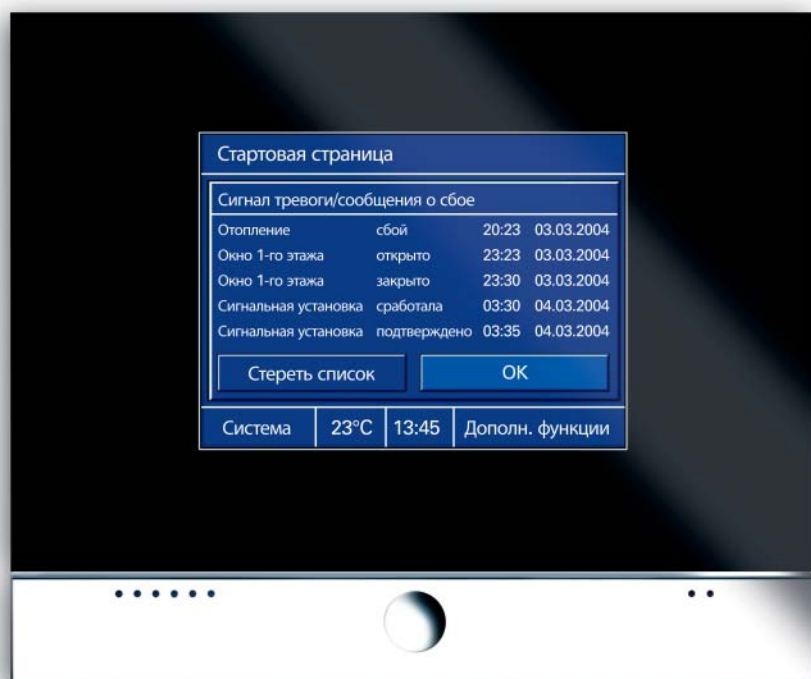 Стартовая страница
Сигнал тревоги/сообщения о сбое
Отопление сбой 20:23 03.03.2004
Окно 1-го этажа открыто 23:23 03.03.2004
Окно 1-го этажа закрыто 23:30 03.03.2004
Сигнальная установка сработала 03:30 04.03.2004
Сигнальная установка подтверждено 03:35 04.03.2004
Стереть список OK
Система 23°C 13:45 Дополн. функции